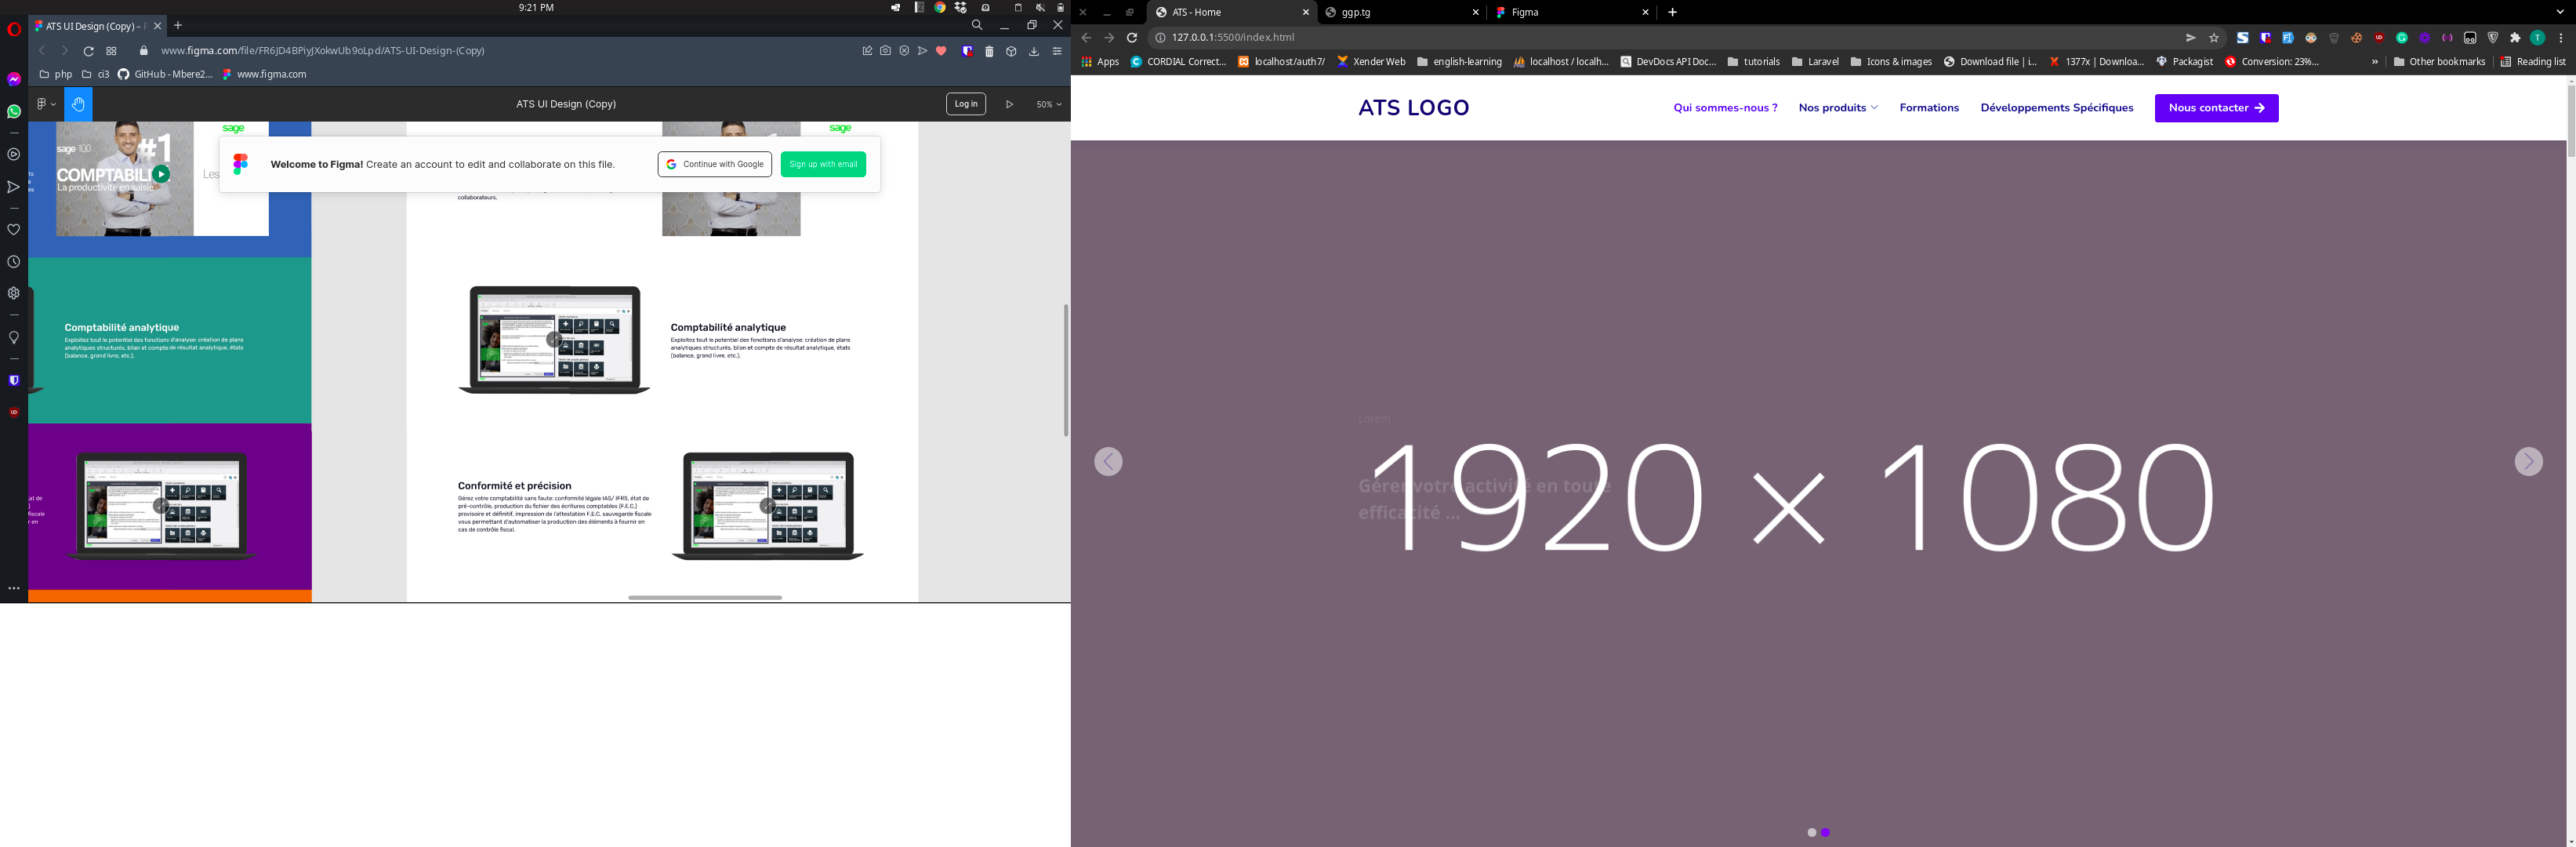 9:21 PM
ATS UI Design (Copy) –
www.figma.com/file/FR6JD4BPiyJXokwUb9oLpd/ATS-UI-Design-(Copy)
php
ci3
GitHub - Mbere2...
www.figma.com
ATS UI Design (Copy)
Log in
50%
sage
sage
sage 100
#1
COMPTABILI
La productivité en saisie
Les
Welcome to Figma! Create an account to edit and collaborate on this file.
Continue with Google
Sign up with email
collaborateurs.
Comptabilité analytique
Exploitez tout le potentiel des fonctions d'analyse: création de plans
analytiques structurés, bilan et compte de résultat analytique, états
(balance, grand livre, etc.).
Comptabilité analytique
Exploitez tout le potentiel des fonctions d'analyse: création de plans
analytiques structurés, bilan et compte de résultat analytique, états
(balance, grand livre, etc.).
Conformité et précision
Gérez votre comptabilité sans faute: conformité légale IAS/ IFRS, état de
pré-contrôle, production du fichier des écritures comptables (F.E.C.)
provisoire et définitif, impression de l'attestation F.E.C, sauvegarde fiscale
vous permettant d'automatiser la production des éléments à fournir en
cas de contrôle fiscal.
at de
fiscale
r en
ATS - Home
ggp.tg
Figma
127.0.0.1:5500/index.html
T
Apps
CORDIAL Correct...
localhost/auth7/
Xender Web
english-learning
localhost / localh...
DevDocs API Doc...
tutorials
Laravel
Icons & images
Download file | i...
1377x | Downloa...
Packagist
Conversion: 23%...
»
Other bookmarks
Reading list
ATS LOGO
Qui sommes-nous ?
Nos produits
Formations
Développements Spécifiques
Nous contacter
Lorem
1920 × 1080
Gérer votre activité en toute
efficacité ...